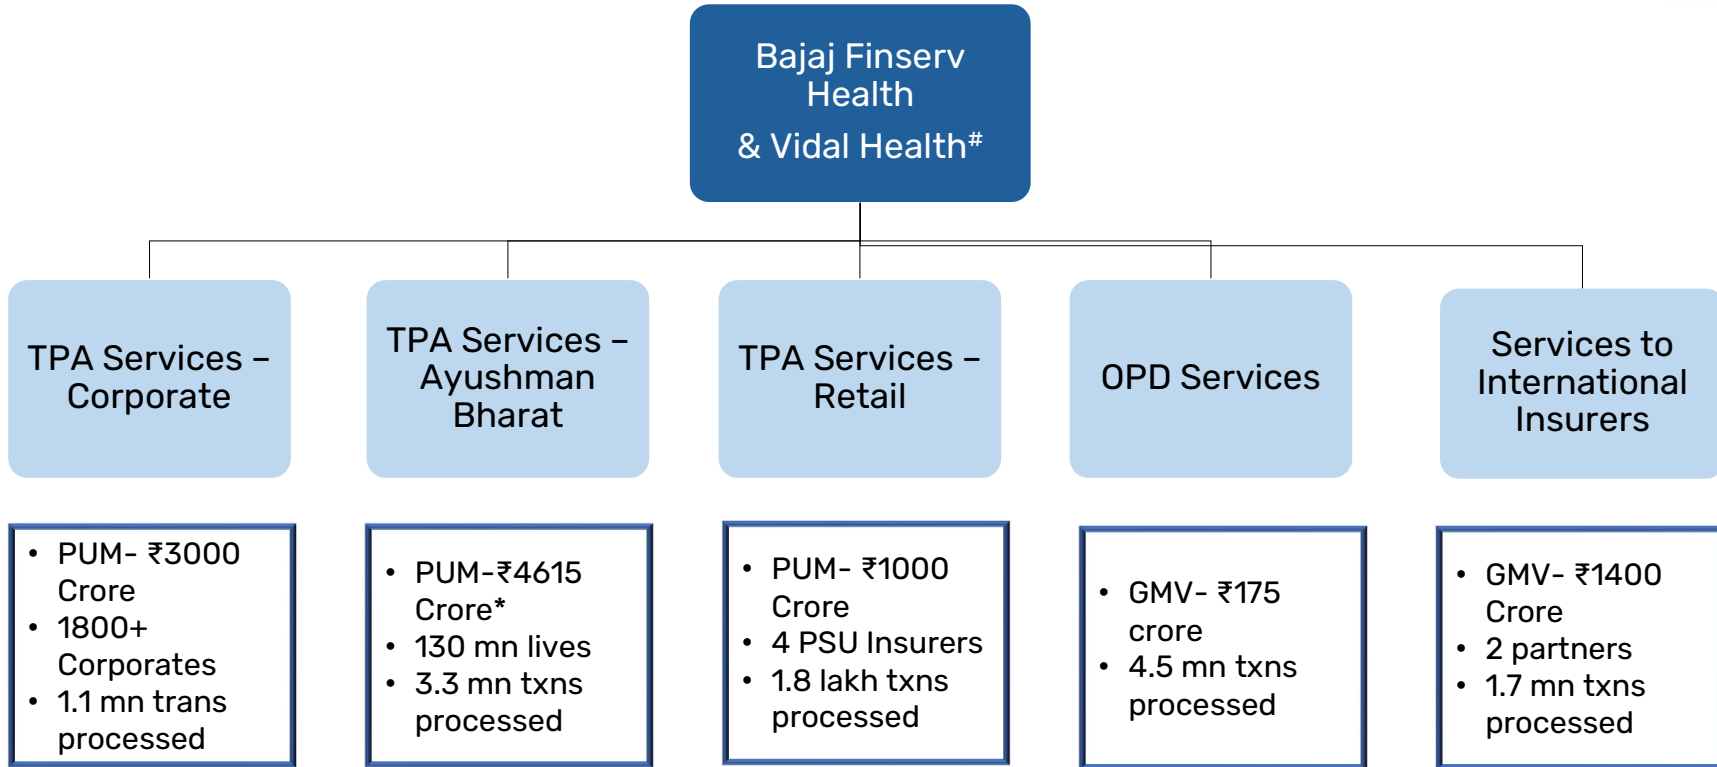 Bajaj Finserv
Health
& Vidal Health#
TPA Services –
Corporate
TPA Services –
Ayushman
Bharat
TPA Services –
Retail
OPD Services
Services to
International
Insurers
• PUM- ₹3000
Crore
• 1800+
Corporates
• 1.1 mn trans
processed
• PUM-₹4615
Crore*
• 130 mn lives
• 3.3 mn txns
processed
• PUM- ₹1000
Crore
• 4 PSU Insurers
• 1.8 lakh txns
processed
• GMV- ₹175
crore
• 4.5 mn txns
processed
• GMV- ₹1400
Crore
• 2 partners
• 1.7 mn txns
processed